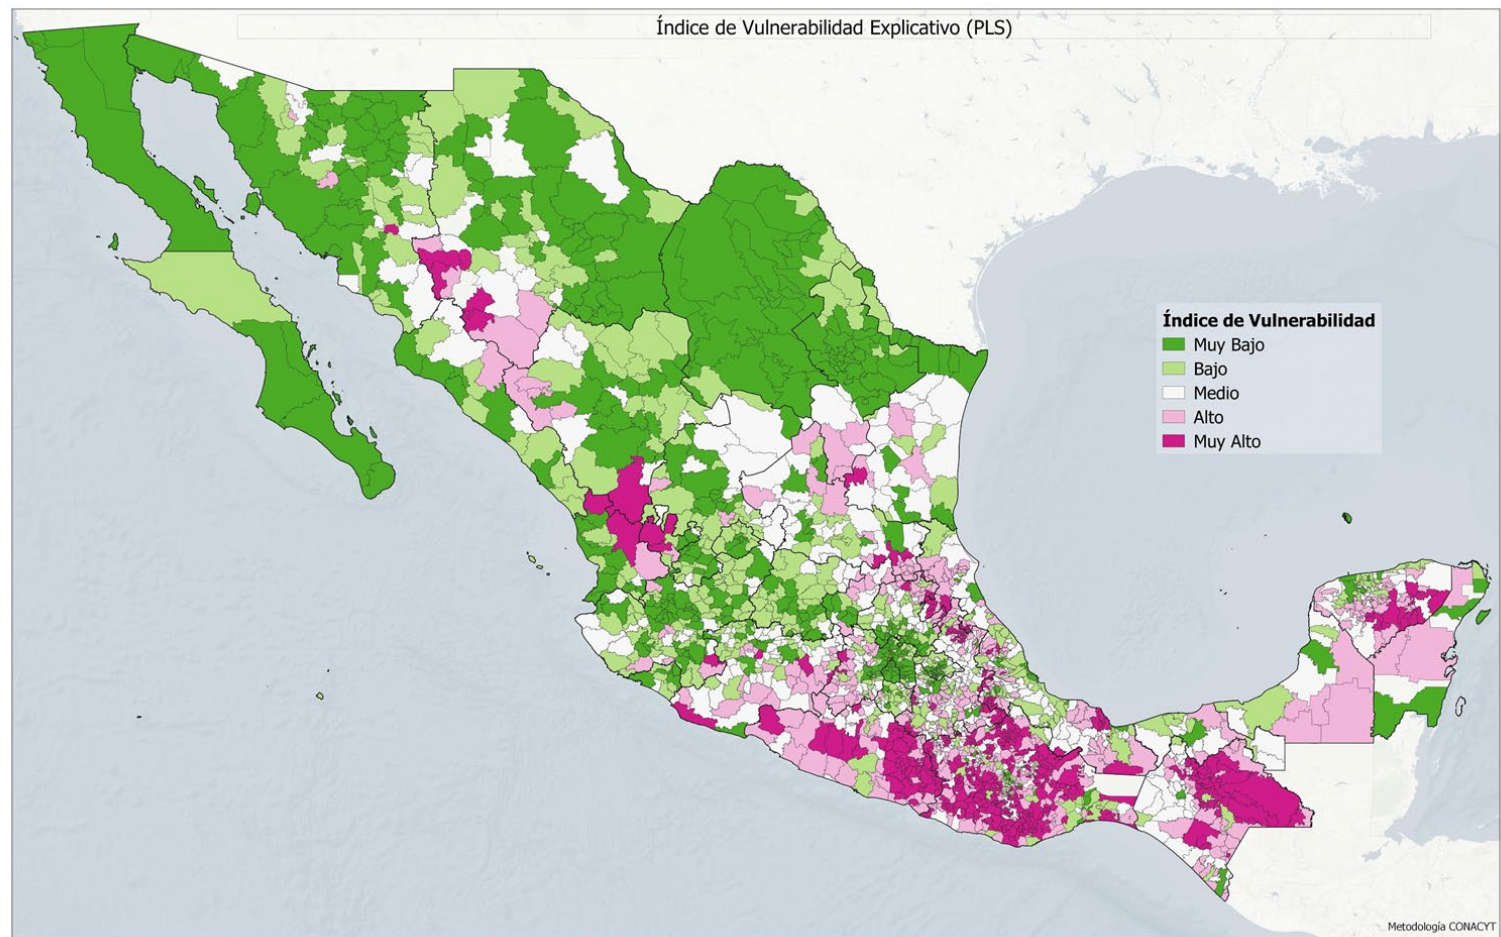 Índice de Vulnerabilidad Explicativo (PLS)
Índice de Vulnerabilidad
Muy Bajo
Bajo
Medio
Alto
Muy Alto
Metodología CONACYT